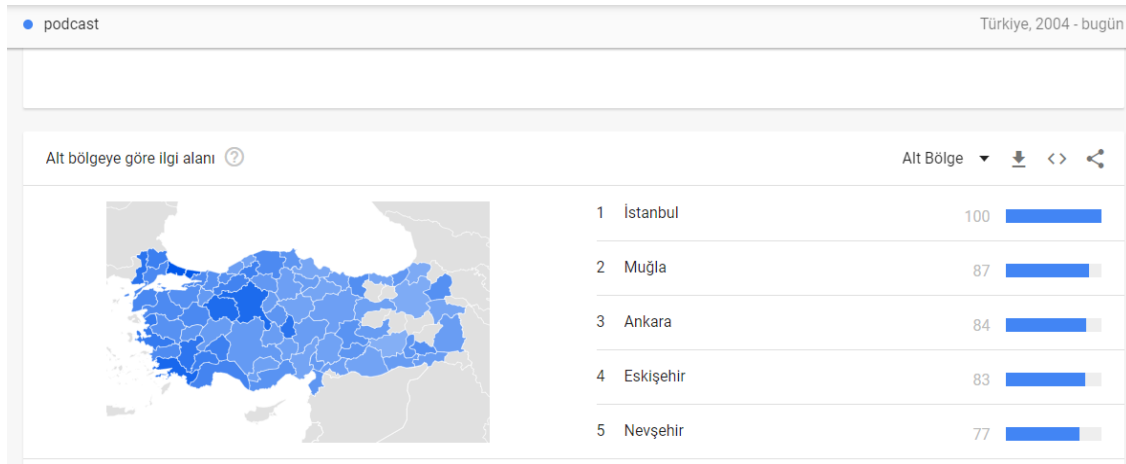 podcast
Türkiye, 2004 - bugün
Alt bölgeye göre ilgi alanı ?
Alt Bölge
1 İstanbul 100
2 Muğla 87
3 Ankara 84
4 Eskişehir 83
5 Nevşehir 77